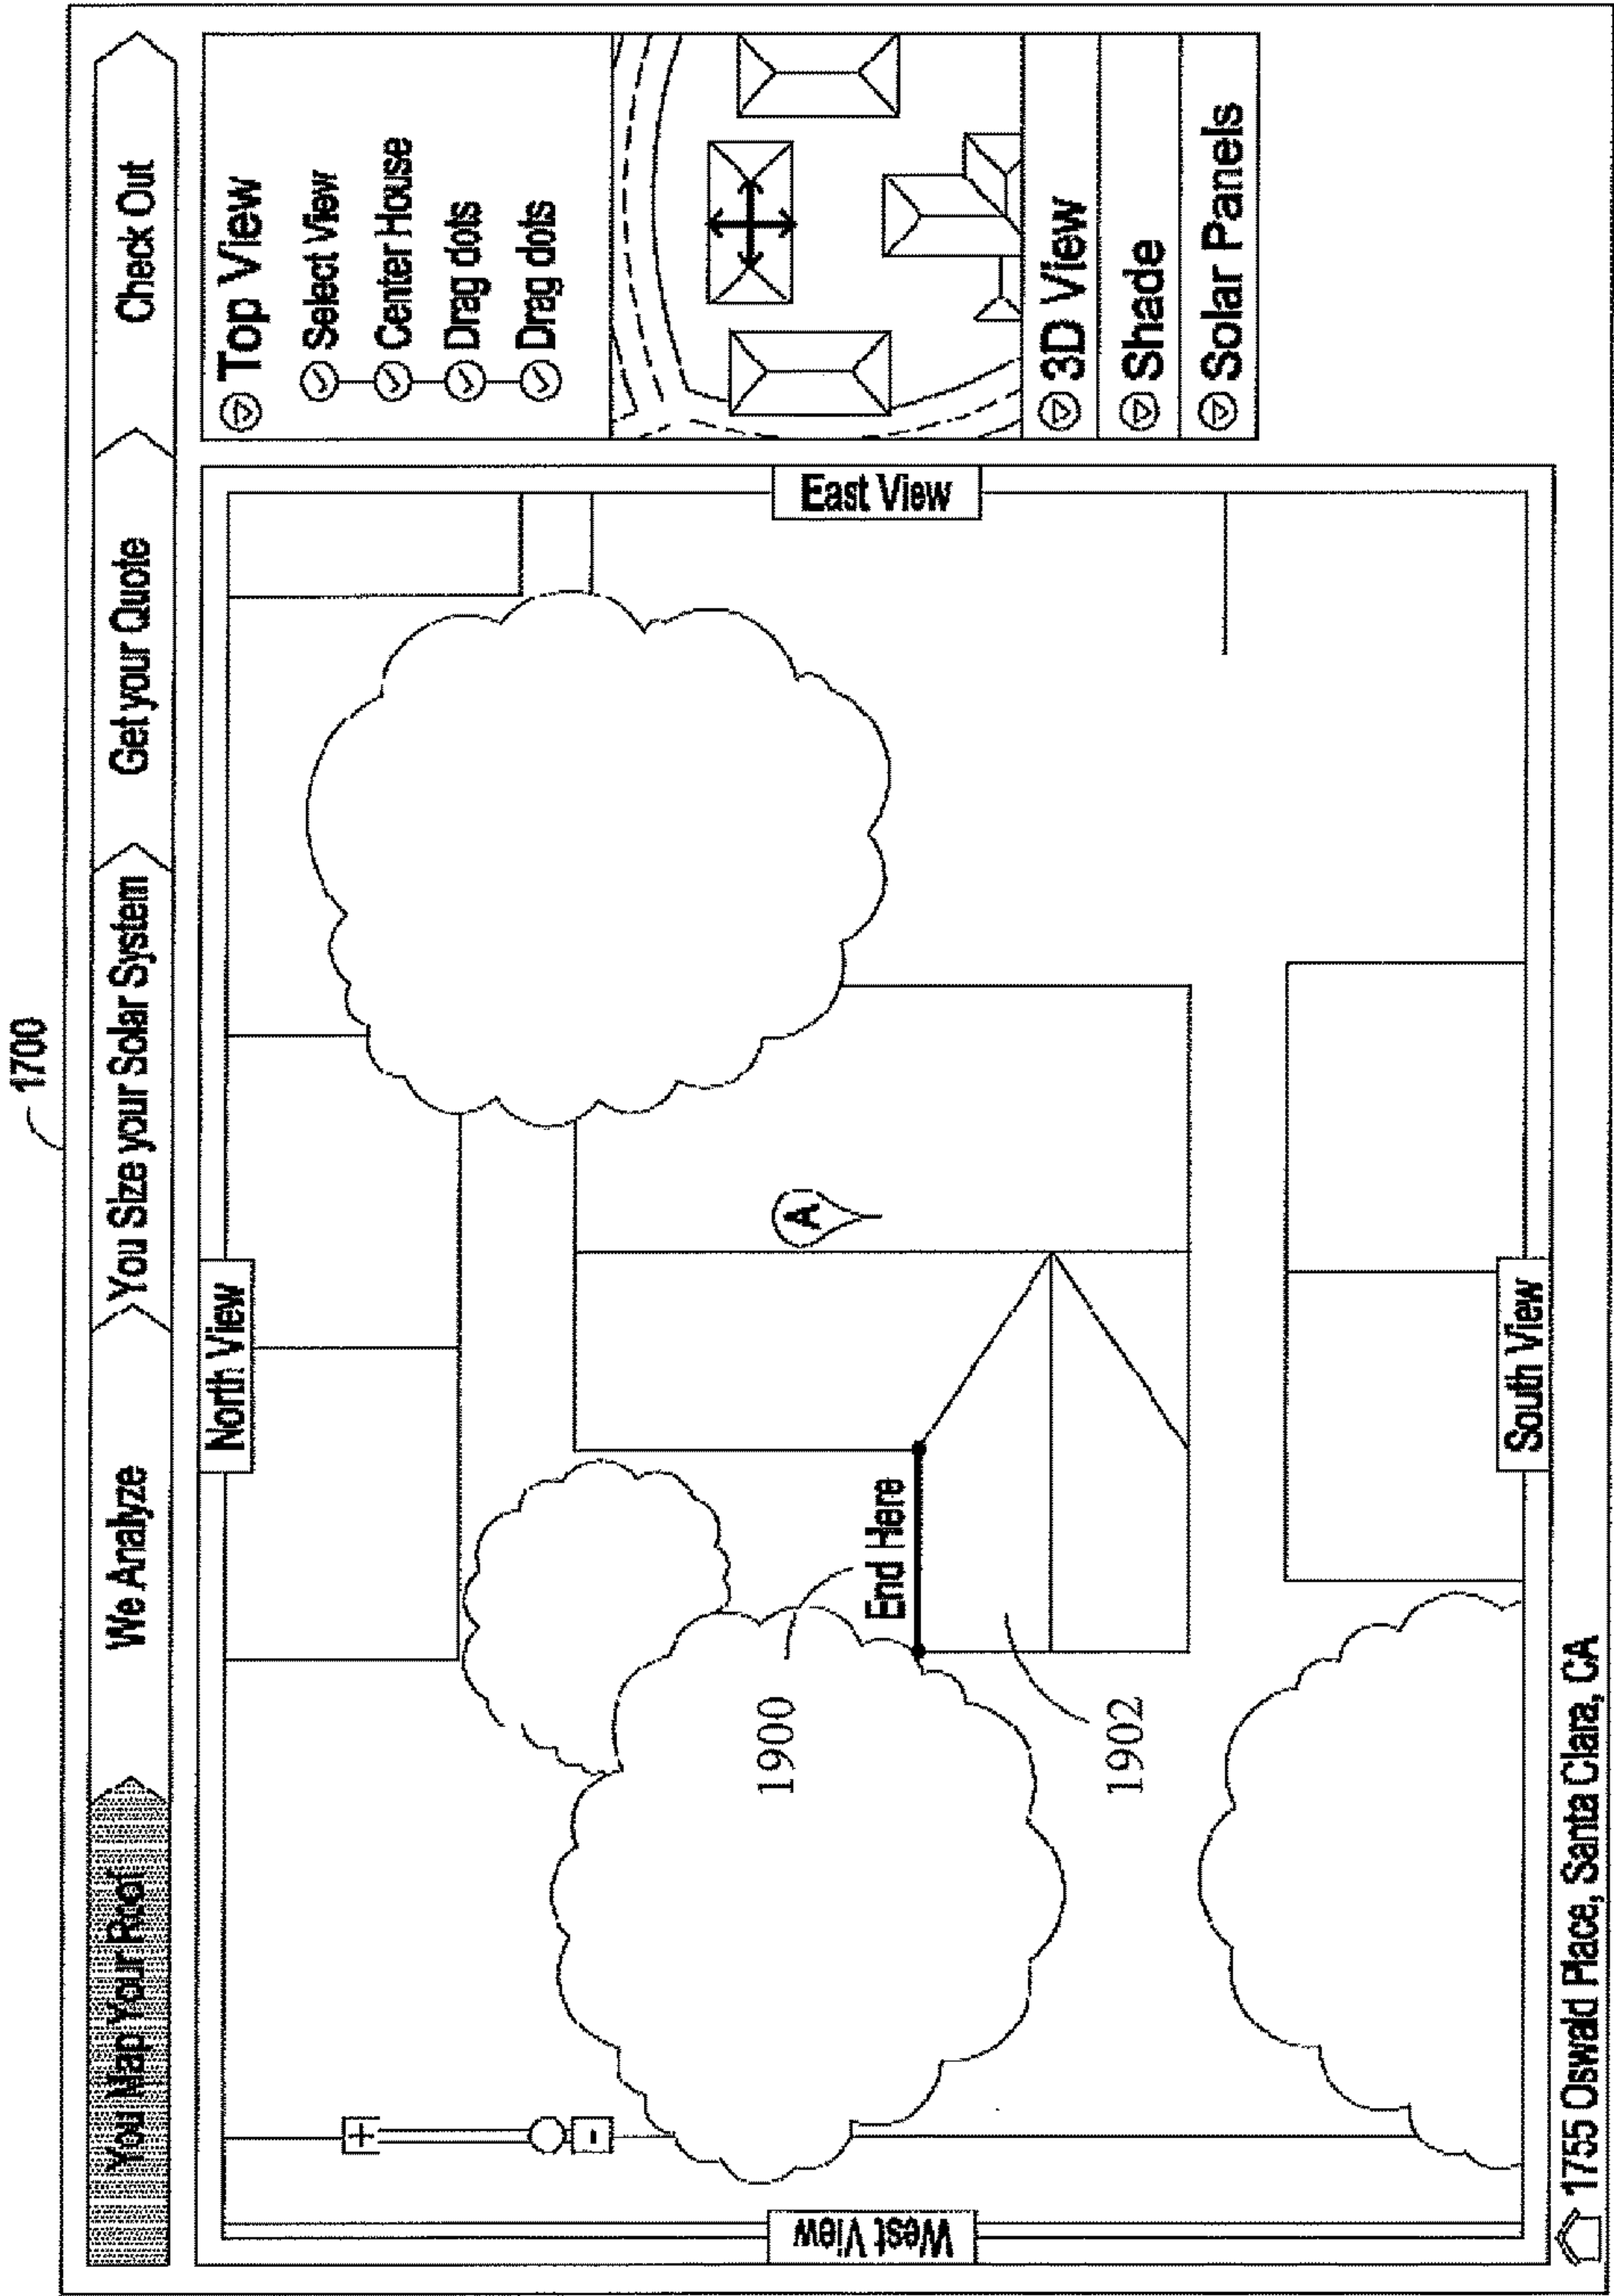 1700
You Map Your Roof
We Analyze
You Size your Solar System
Get your Quote
Check Out
North View
West View
East View
South View
+
-
A
End Here
1900
1902
Top View
Select View
Center House
Drag dots
Drag dots
3D View
Shade
Solar Panels
1755 Oswald Place, Santa Clara, CA